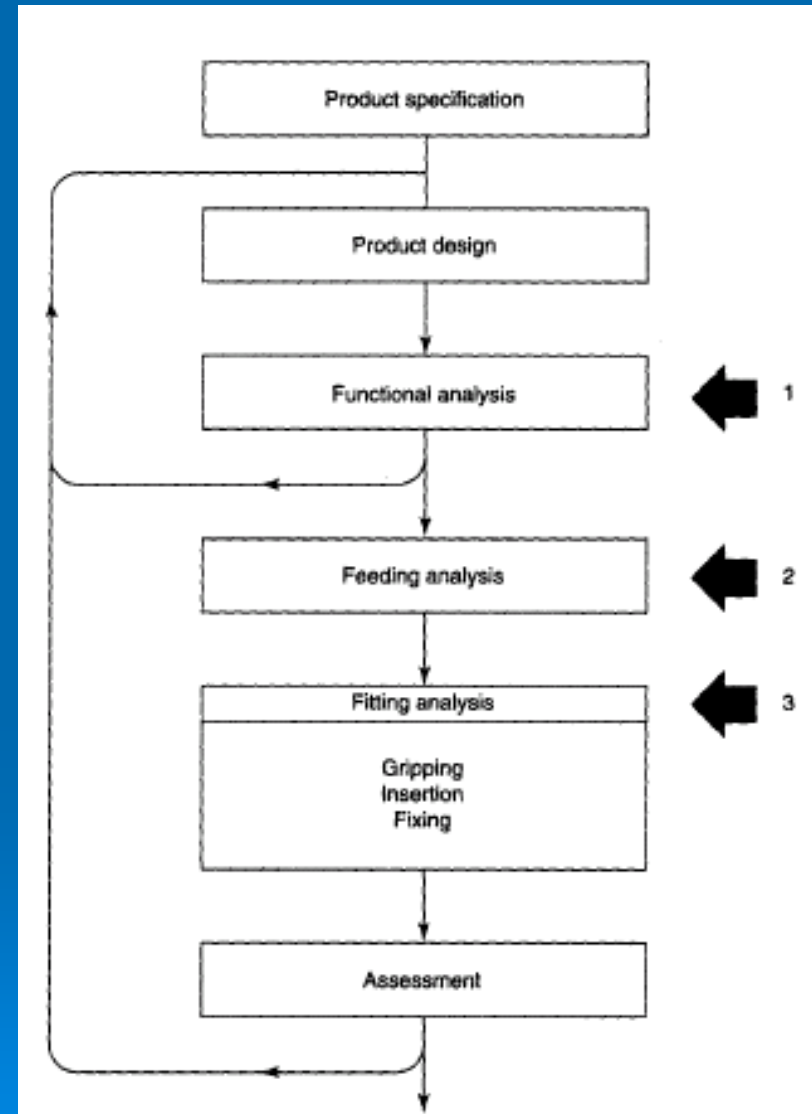 Product specification
Product design
Functional analysis
1
Feeding analysis
2
Fitting analysis
3
Gripping
Insertion
Fixing
Assessment